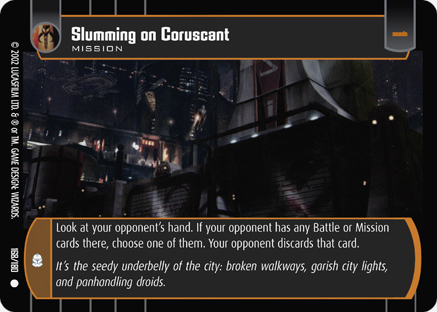 Slumming on Coruscant
MISSION
Look at your opponent's hand. If your opponent has any Battle or Mission
cards there, choose one of them. Your opponent discards that card.
It's the seedy underbelly of the city: broken walkways, garish city lights,
and panhandling droids.
© 2002 LUCASFILM LTD. & ® or TM. GAME DESIGN: WIZARDS.